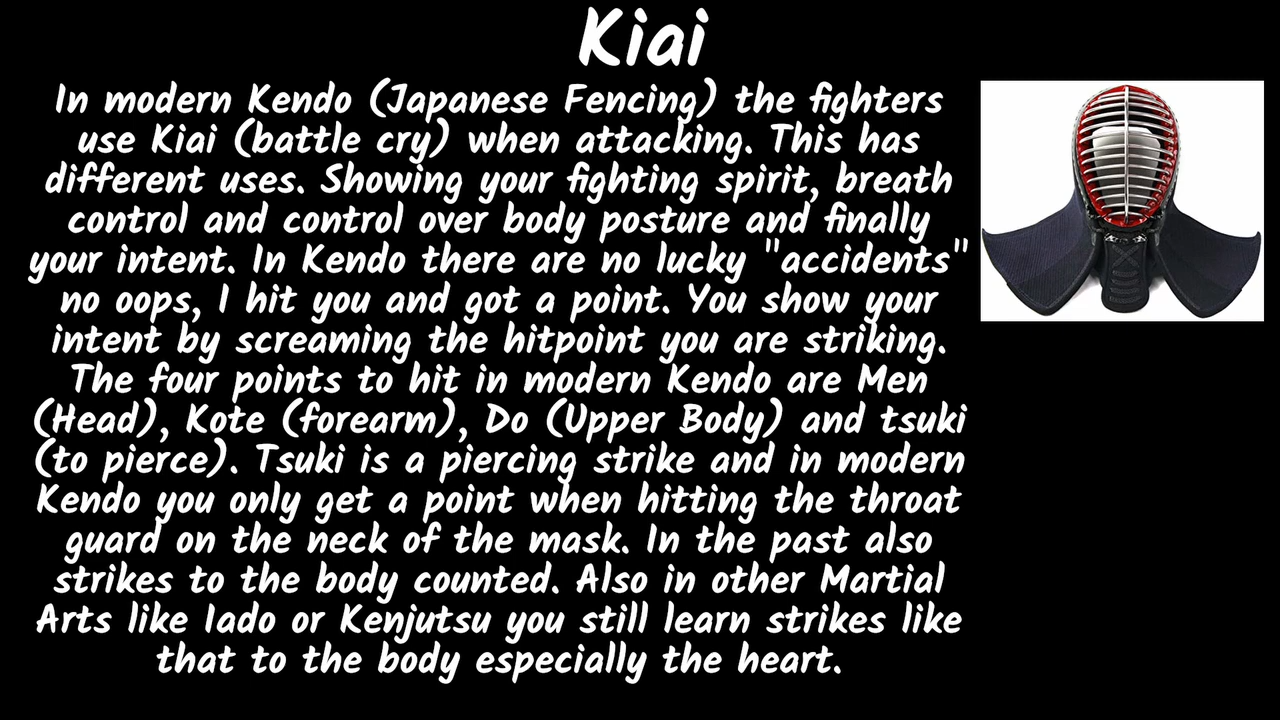 Kiai
In modern Kendo (Japanese Fencing) the fighters
use Kiai (battle cry) when attacking. This has
different uses. Showing your fighting spirit, breath
control and control over body posture and finally
your intent. In Kendo there are no lucky "accidents"
no oops, I hit you and got a point. You show your
intent by screaming the hitpoint you are striking.
The four points to hit in modern Kendo are Men
(Head), Kote (forearm), Do (Upper Body) and tsuki
(to pierce). Tsuki is a piercing strike and in modern
Kendo you only get a point when hitting the throat
guard on the neck of the mask. In the past also
strikes to the body counted. Also in other Martial
Arts like Iado or Kenjutsu you still learn strikes like
that to the body especially the heart.